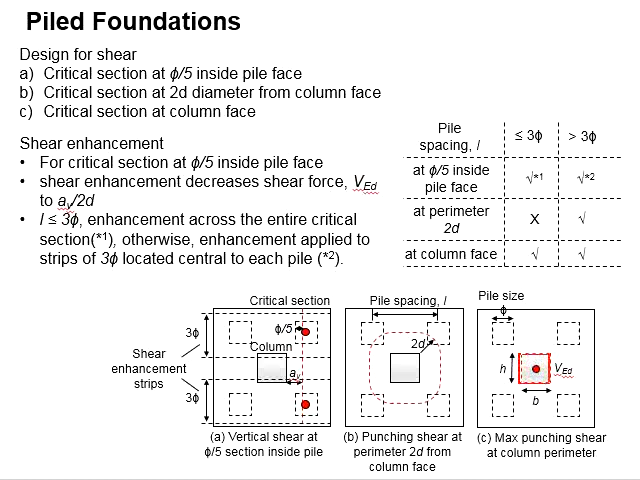 Piled Foundations
Design for shear
a) Critical section at ϕ/5 inside pile face
b) Critical section at 2d diameter from column face
c) Critical section at column face
Shear enhancement
• For critical section at ϕ/5 inside pile face
• shear enhancement decreases shear force, VEd
to av/2d
• l ≤ 3ϕ, enhancement across the entire critical
section(*1), otherwise, enhancement applied to
strips of 3ϕ located central to each pile (*2).
Pile
spacing, l
≤ 3ϕ
> 3ϕ
at ϕ/5 inside
pile face
√*1
√*2
at perimeter
2d
X
√
at column face
√
√
Critical section
3ϕ
ϕ/5
Column
av
Shear
enhancement
strips
3ϕ
(a) Vertical shear at
ϕ/5 section inside pile
Pile spacing, l
2d
(b) Punching shear at
perimeter 2d from
column face
Pile size
ϕ
h
VEd
b
(c) Max punching shear
at column perimeter